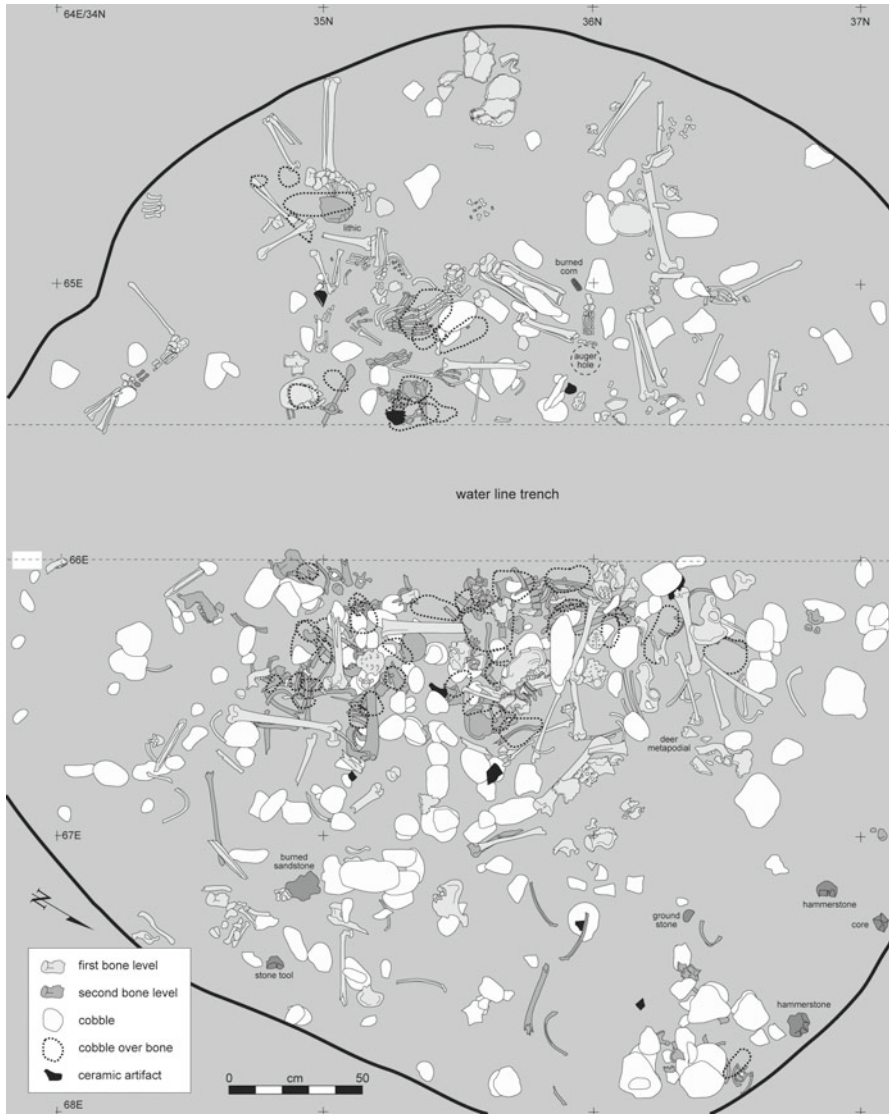 64E/34N
35N
36N
37N
lithic
65E
burned
corn
auger
hole
water line trench
66E
deer
metapodial
67E
burned
sandstone
hammerstone
ground
stone
core
N
stone tool
hammerstone
first bone level
second bone level
cobble
cobble over bone
ceramic artifact
0 cm 50
68E